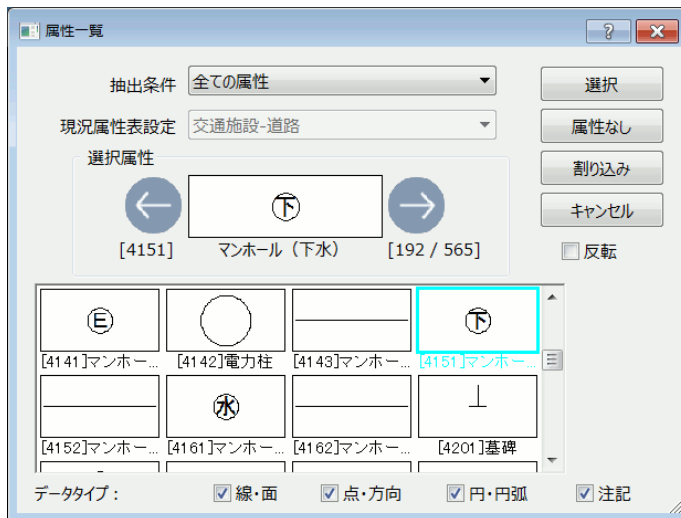 属性一覧
抽出条件 全ての属性 選択
現況属性表設定 交通施設-道路 属性なし
選択属性 割り込み
下 キャンセル
[4151] マンホール（下水） [192 / 565] 反転
E 下
[4141]マンホー... [4142]電力柱 [4143]マンホー... [4151]マンホー...
水
[4152]マンホー... [4161]マンホー... [4162]マンホー... [4201]墓碑
データタイプ： 線・面 点・方向 円・円弧 注記